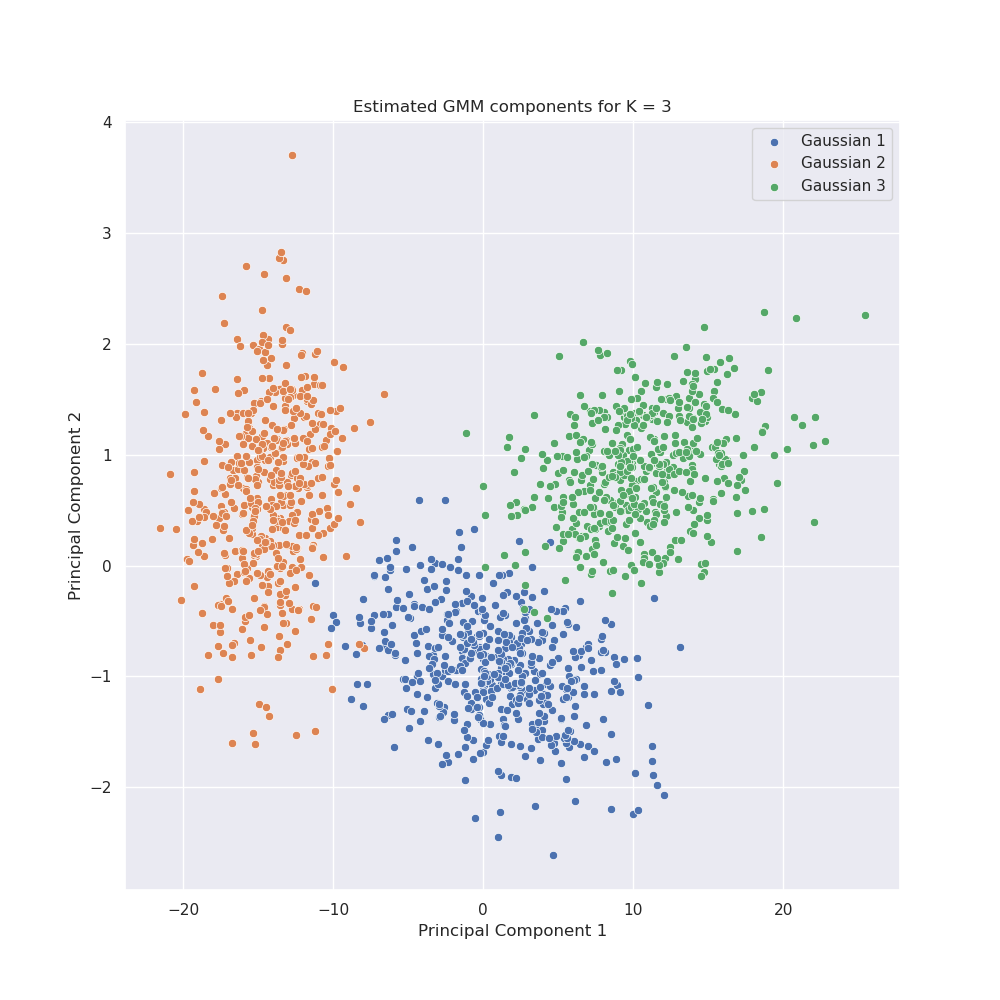 Estimated GMM components for K = 3
Gaussian 1
Gaussian 2
Gaussian 3
4
3
2
1
0
−1
−2
Principal Component 2
−20
−10
0
10
20
Principal Component 1